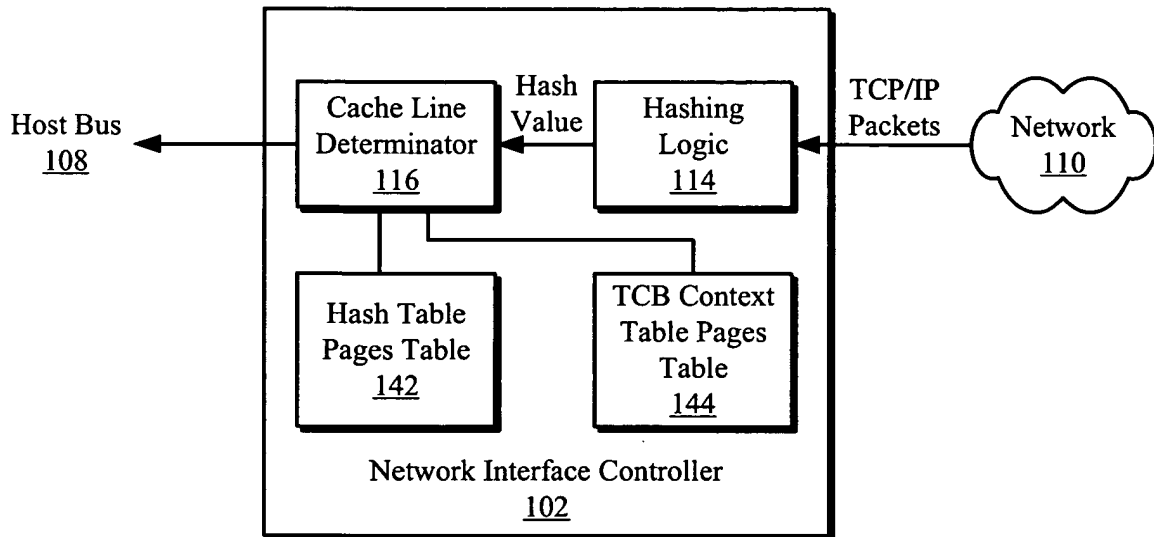 Host Bus
108
Cache Line
Determinator
116
Hash
Value
Hashing
Logic
114
TCP/IP
Packets
Network
110
Hash Table
Pages Table
142
TCB Context
Table Pages
Table
144
Network Interface Controller
102